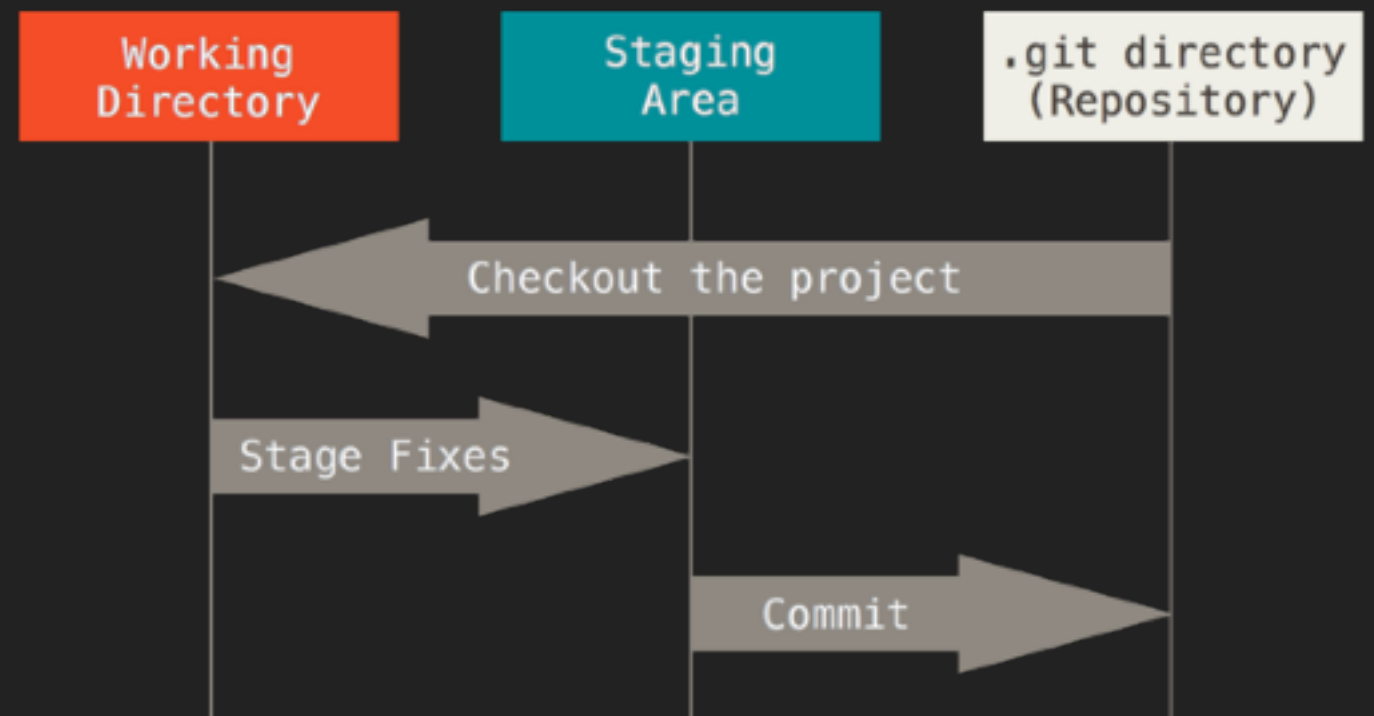 Working
Directory
Staging
Area
.git directory
(Repository)
Checkout the project
Stage Fixes
Commit